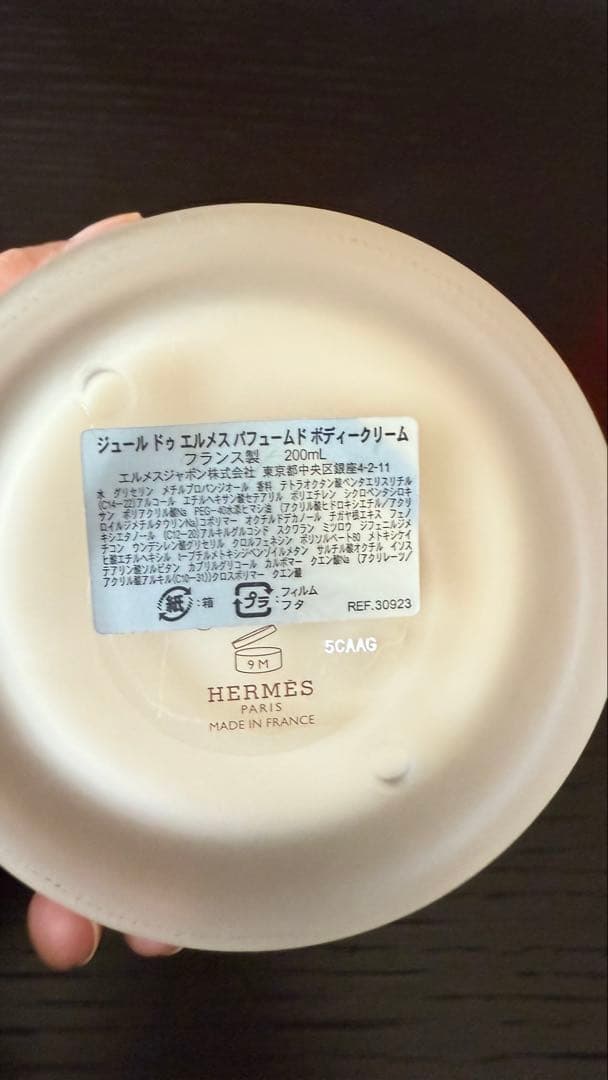 ジュール ドゥ エルメス パフュームド ボディークリーム
フランス製 200mL
エルメスジャポン株式会社 東京都中央区銀座4-2-11
水 グリセリン メチルプロパンジオール 香料 テトラオクタン酸ペンタエリスリチル
(C14-22)アルコール エチルヘキサン酸セテアリル ポリエチレン シクロペンタシロキ
サン ポリアクリル酸Na PEG-40水添ヒマシ油 (アクリル酸ヒドロキシエチル/アクリ
ロイルジメチルタウリンNa)コポリマー オクチルドデカノール チガヤ根エキス フェノ
キシエタノール (C12-20)アルキルグルコシド スクワラン ミツロウ ジフェニルジメ
チコン ウンデシレン酸グリセリル クロルフェネシン ポリソルベート60 メトキシケイ
ヒ酸エチルヘキシル t-ブチルメトキシジベンゾイルメタン サルチル酸オクチル イソス
テアリン酸ソルビタン カプリルグリコール カルボマー クエン酸Na (アクリレーツ/
アクリル酸アルキル(C10-31))クロスポリマー クエン酸
紙 :箱 プラ :フィルム
フタ REF.30923
9M 5CAAG
HERMÈS
PARIS
MADE IN FRANCE